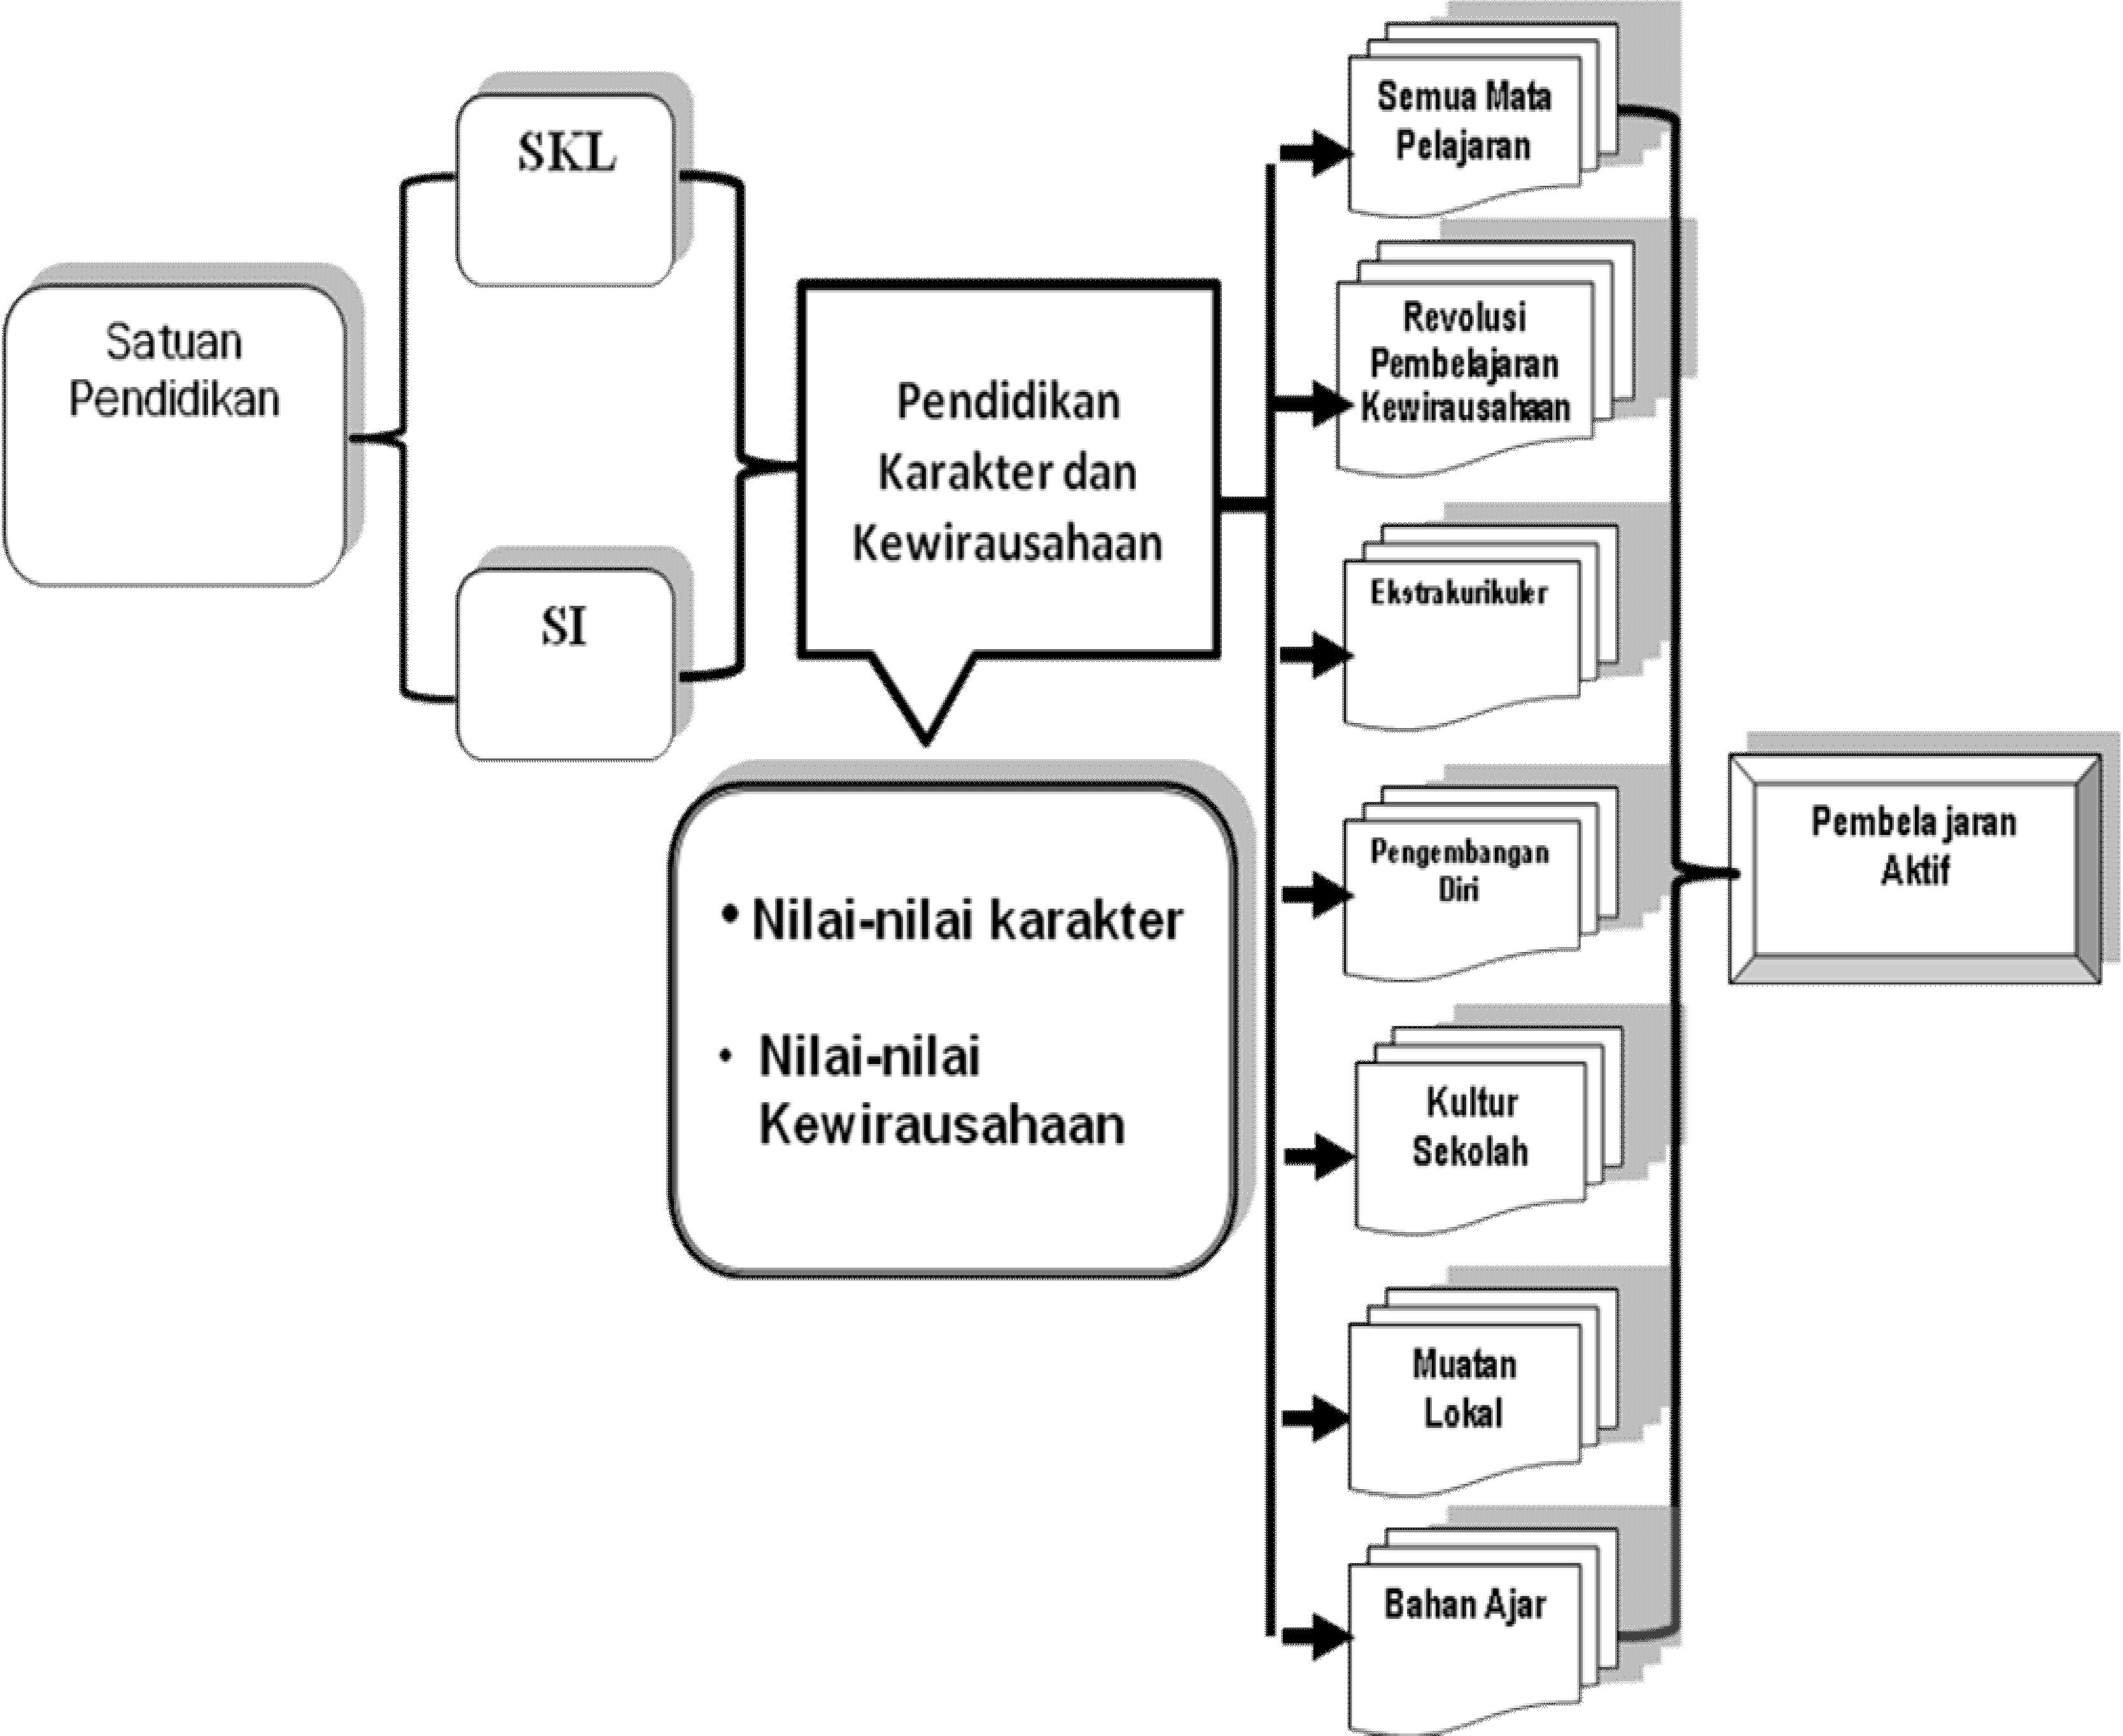 Satuan
Pendidikan
SKL
SI
Pendidikan
Karakter dan
Kewirausahaan
• Nilai-nilai karakter
• Nilai-nilai
Kewirausahaan
Semua Mata
Pelajaran
Revolusi
Pembelajaran
Kewirausahaan
Ekstrakurikuler
Pengembangan
Diri
Kultur
Sekolah
Muatan
Lokal
Bahan Ajar
Pembela jaran
Aktif